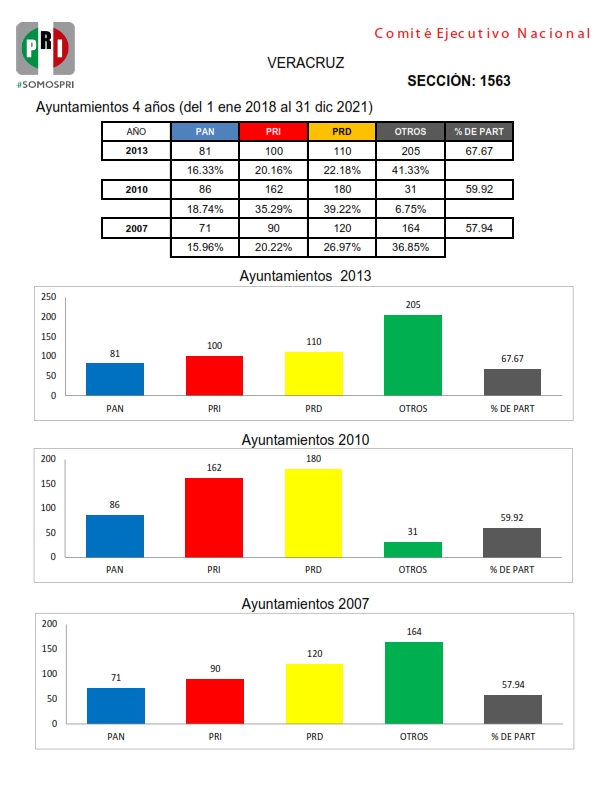 PRI
#SOMOSPRI
Comité Ejecutivo Nacional
VERACRUZ
SECCIÓN: 1563
Ayuntamientos 4 años (del 1 ene 2018 al 31 dic 2021)
AÑO PAN PRI PRD OTROS % DE PART
2013 81 100 110 205 67.67
16.33% 20.16% 22.18% 41.33%
2010 86 162 180 31 59.92
18.74% 35.29% 39.22% 6.75%
2007 71 90 120 164 57.94
15.96% 20.22% 26.97% 36.85%
Ayuntamientos 2013
250
200
150
100
50
0
81 100 110 205 67.67
PAN PRI PRD OTROS % DE PART
Ayuntamientos 2010
200
150
100
50
0
86 162 180 31 59.92
PAN PRI PRD OTROS % DE PART
Ayuntamientos 2007
200
150
100
50
0
71 90 120 164 57.94
PAN PRI PRD OTROS % DE PART